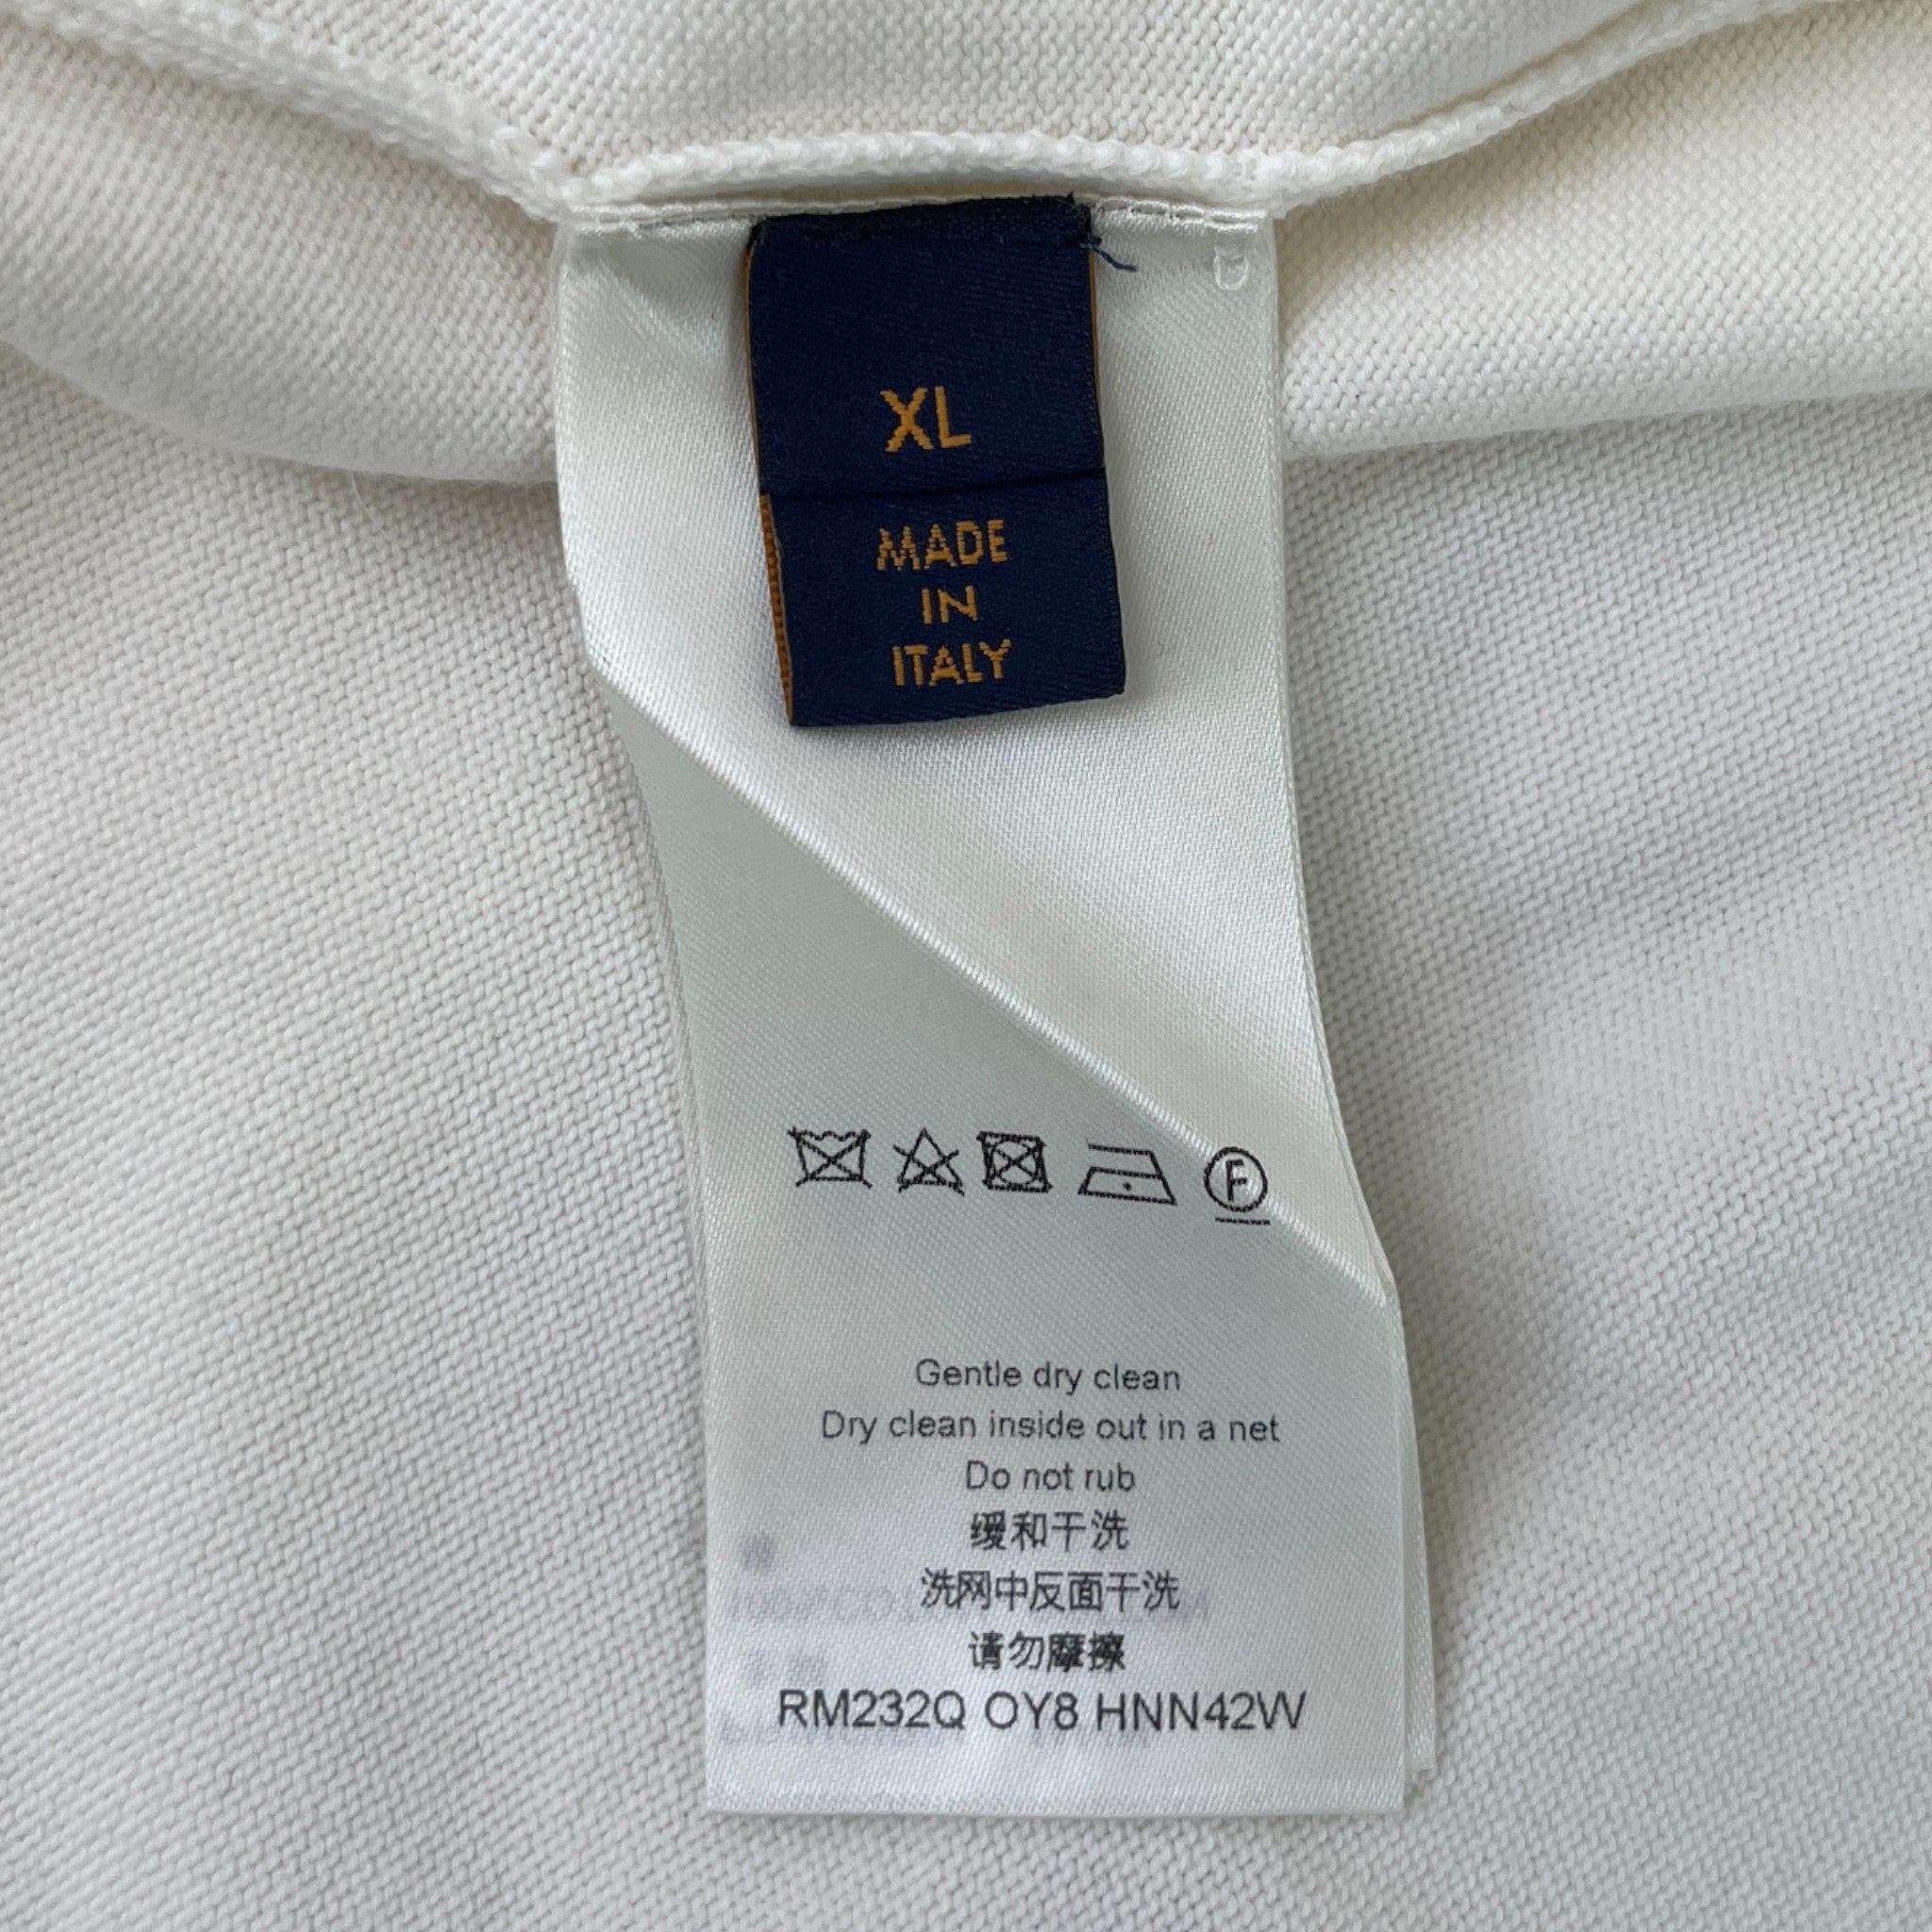 XL
MADE
IN
ITALY
F
Gentle dry clean
Dry clean inside out in a net
Do not rub
缓和干洗
洗网中反面干洗
请勿摩擦
RM232Q OY8 HNN42W